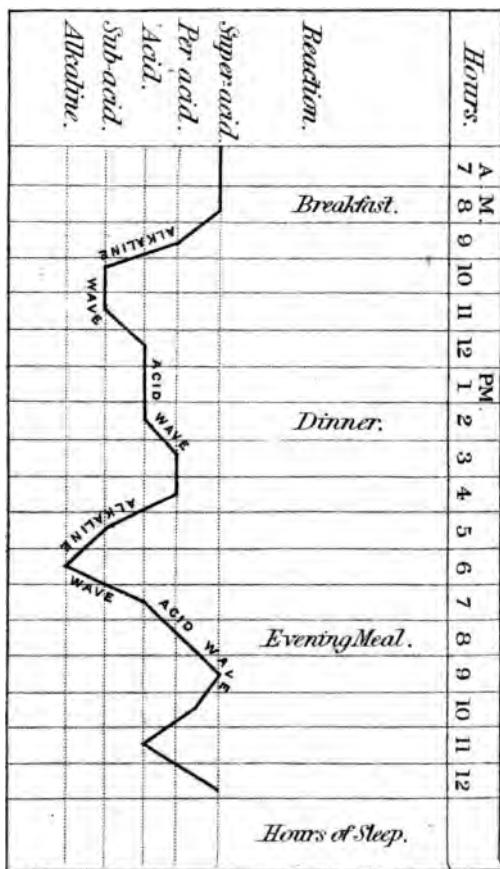 Hours.
A. M.
7 8 9 10 11 12
PM
1 2 3 4 5 6 7 8 9 10 11 12
Reaction.
Breakfast.
Dinner.
Evening Meal.
Hours of Sleep.
Super-acid.
Per acid.
Acid.
Sub-acid.
Alkaline.
ALKALINE
WAVE
ACID
WAVE
ALKALINE
WAVE
ACID
WAVE